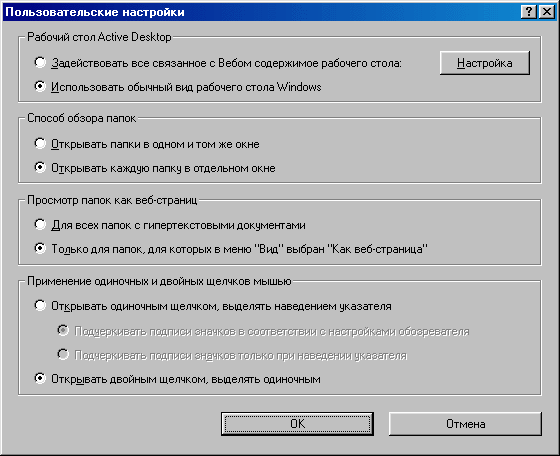 Пользовательские настройки
Рабочий стол Active Desktop
Задействовать все связанное с Вебом содержимое рабочего стола:
Настройка
Использовать обычный вид рабочего стола Windows
Способ обзора папок
Открывать папки в одном и том же окне
Открывать каждую папку в отдельном окне
Просмотр папок как веб-страниц
Для всех папок с гипертекстовыми документами
Только для папок, для которых в меню "Вид" выбран "Как веб-страница"
Применение одиночных и двойных щелчков мышью
Открывать одиночным щелчком, выделять наведением указателя
Подчеркивать подписи значков в соответствии с настройками обозревателя
Подчеркивать подписи значков только при наведении указателя
Открывать двойным щелчком, выделять одиночным
OK
Отмена